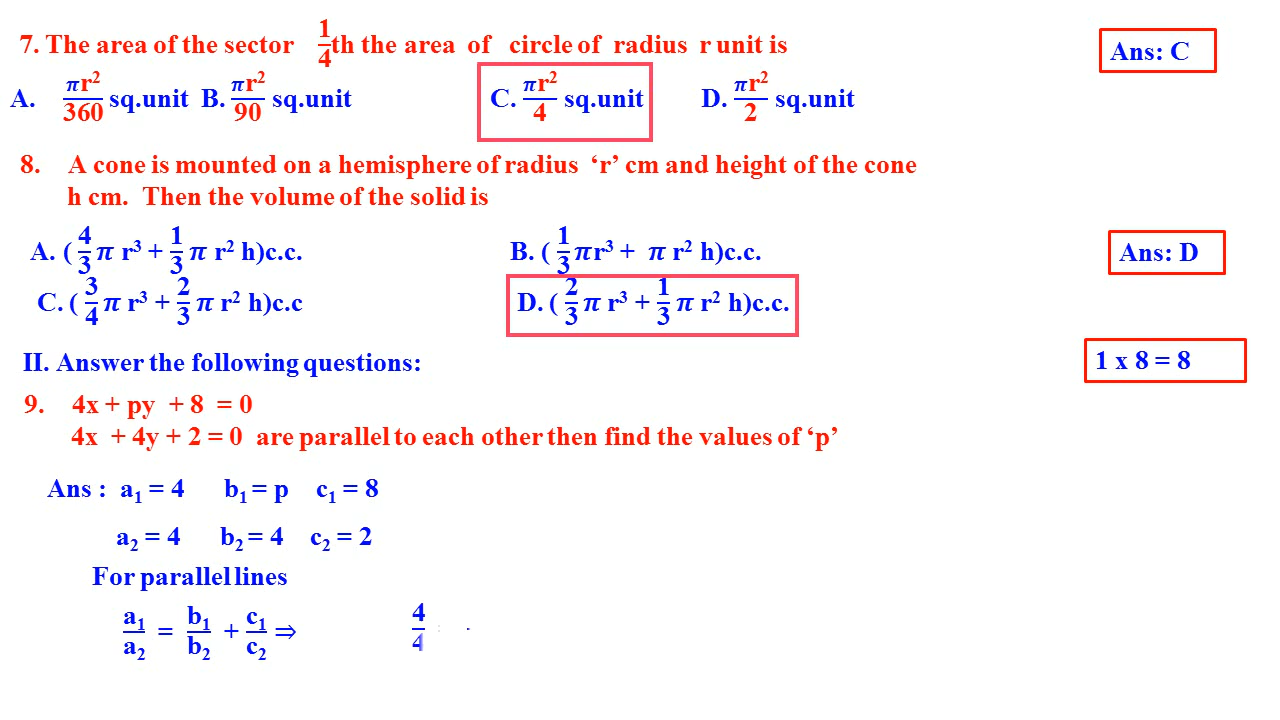 7. The area of the sector 1/4 th the area of circle of radius r unit is
Ans: C
A. πr²/360 sq.unit B. πr²/90 sq.unit C. πr²/4 sq.unit D. πr²/2 sq.unit
8. A cone is mounted on a hemisphere of radius ‘r’ cm and height of the cone
h cm. Then the volume of the solid is
A. ( 4/3 π r³ + 1/3 π r² h)c.c. B. ( 1/3 πr³ + π r² h)c.c.
Ans: D
C. ( 3/4 π r³ + 2/3 π r² h)c.c D. ( 2/3 π r³ + 1/3 π r² h)c.c.
II. Answer the following questions:
1 x 8 = 8
9. 4x + py + 8 = 0
4x + 4y + 2 = 0 are parallel to each other then find the values of ‘p’
Ans : a₁ = 4 b₁ = p c₁ = 8
a₂ = 4 b₂ = 4 c₂ = 2
For parallel lines
a₁/a₂ = b₁/b₂ + c₁/c₂ ⇒ 4/4